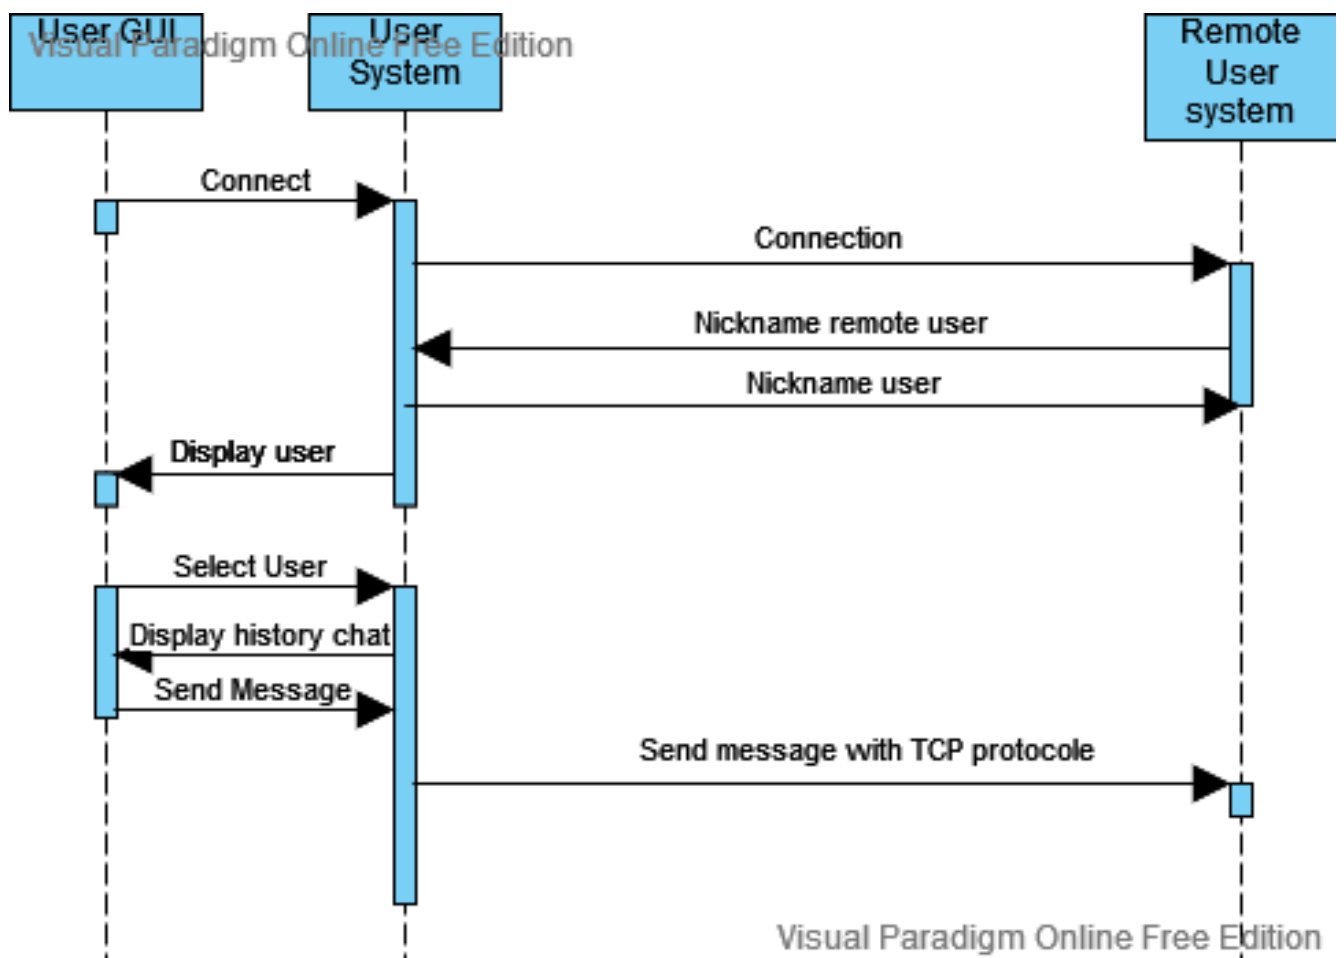 User GUI
User
System
Remote
User
system
Visual Paradigm Online Free Edition
Connect
Connection
Nickname remote user
Nickname user
Display user
Select User
Display history chat
Send Message
Send message with TCP protocole
Visual Paradigm Online Free Edition